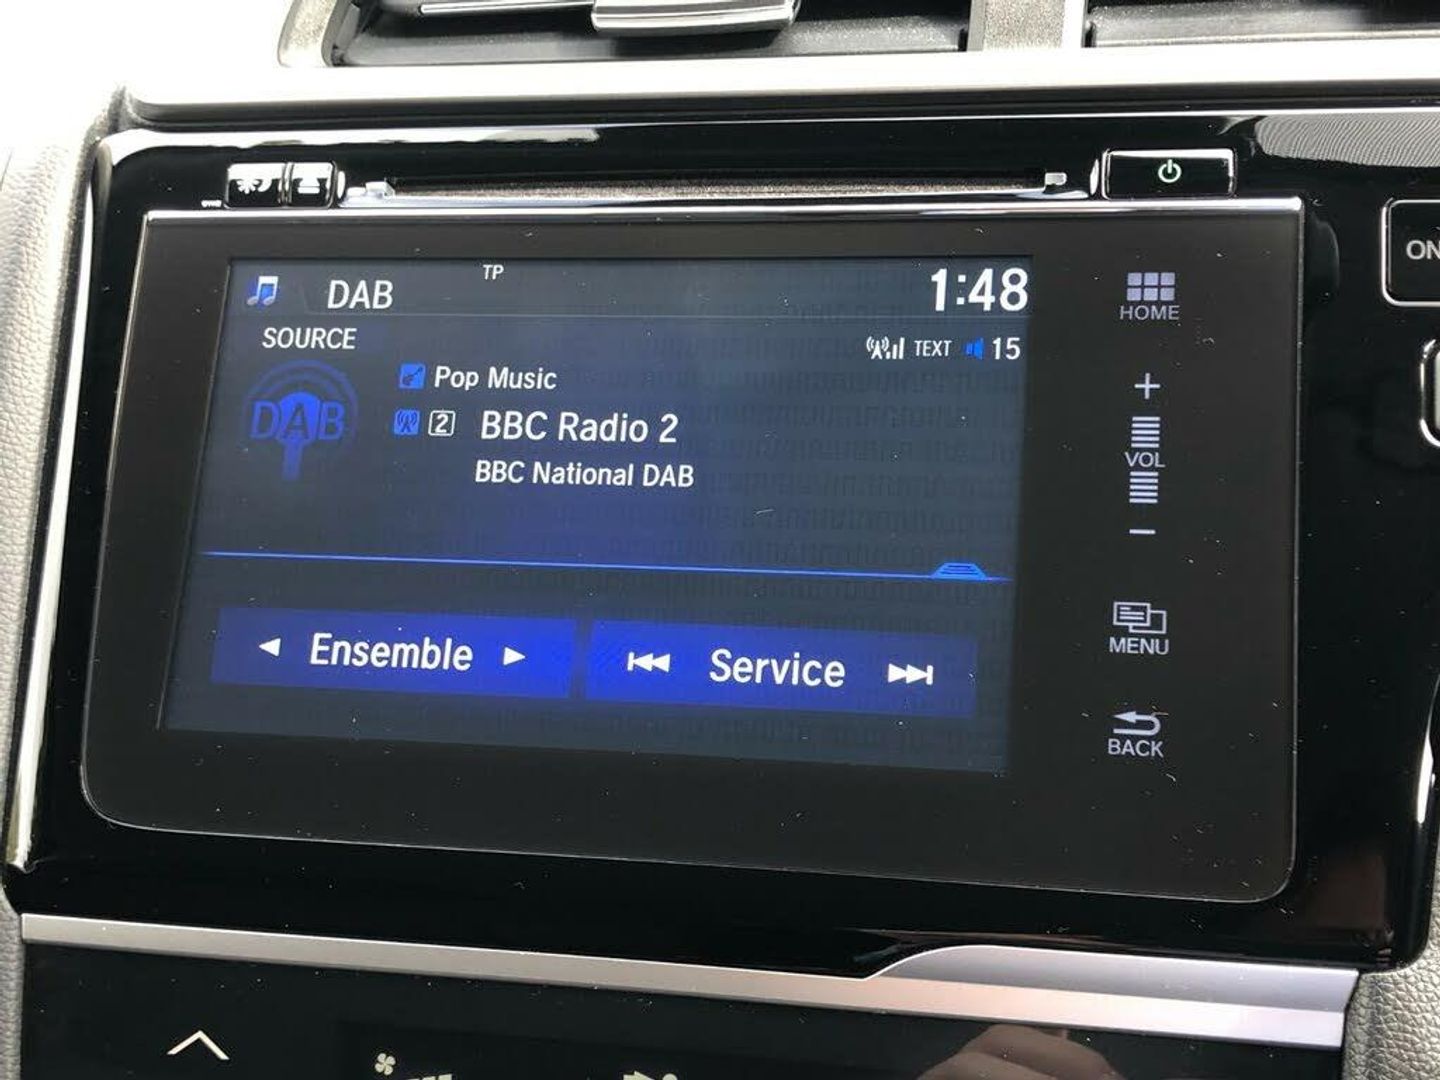 DAB
TP
1:48
SOURCE
TEXT
15
DAB
Pop Music
2
BBC Radio 2
BBC National DAB
Ensemble
Service
HOME
+
VOL
−
MENU
BACK
ON